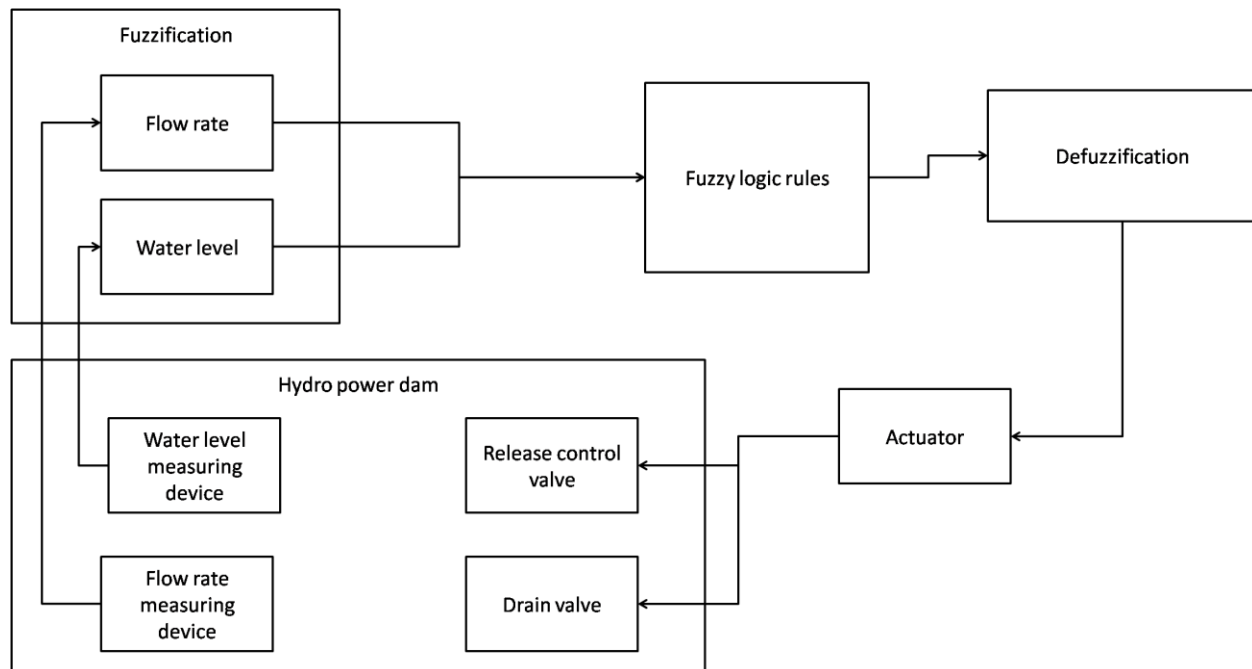 Fuzzification
Flow rate
Water level
Fuzzy logic rules
Defuzzification
Hydro power dam
Water level
measuring
device
Release control
valve
Actuator
Flow rate
measuring
device
Drain valve